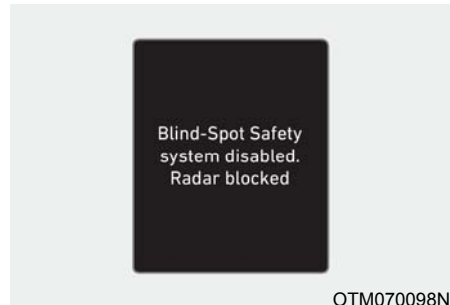 Blind-Spot Safety
system disabled.
Radar blocked
OTM070098N